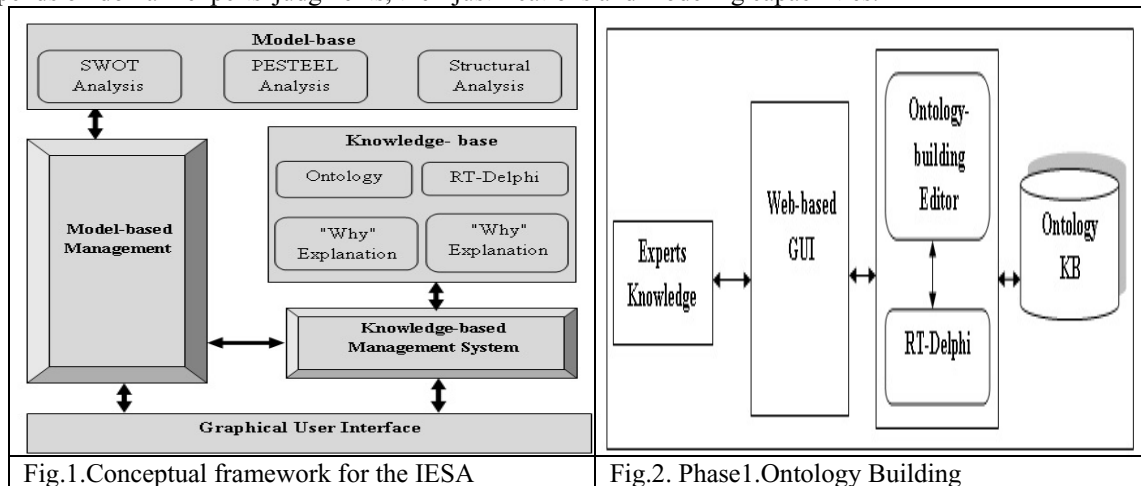 Model-base
SWOT
Analysis
PESTEEL
Analysis
Structural
Analysis
Knowledge- base
Ontology
RT-Delphi
"Why"
Explanation
"Why"
Explanation
Model-based
Management
Knowledge-based
Management System
Graphical User Interface
Fig.1.Conceptual framework for the IESA
Experts
Knowledge
Web-based
GUI
Ontology-
building
Editor
RT-Delphi
Ontology
KB
Fig.2. Phase1.Ontology Building